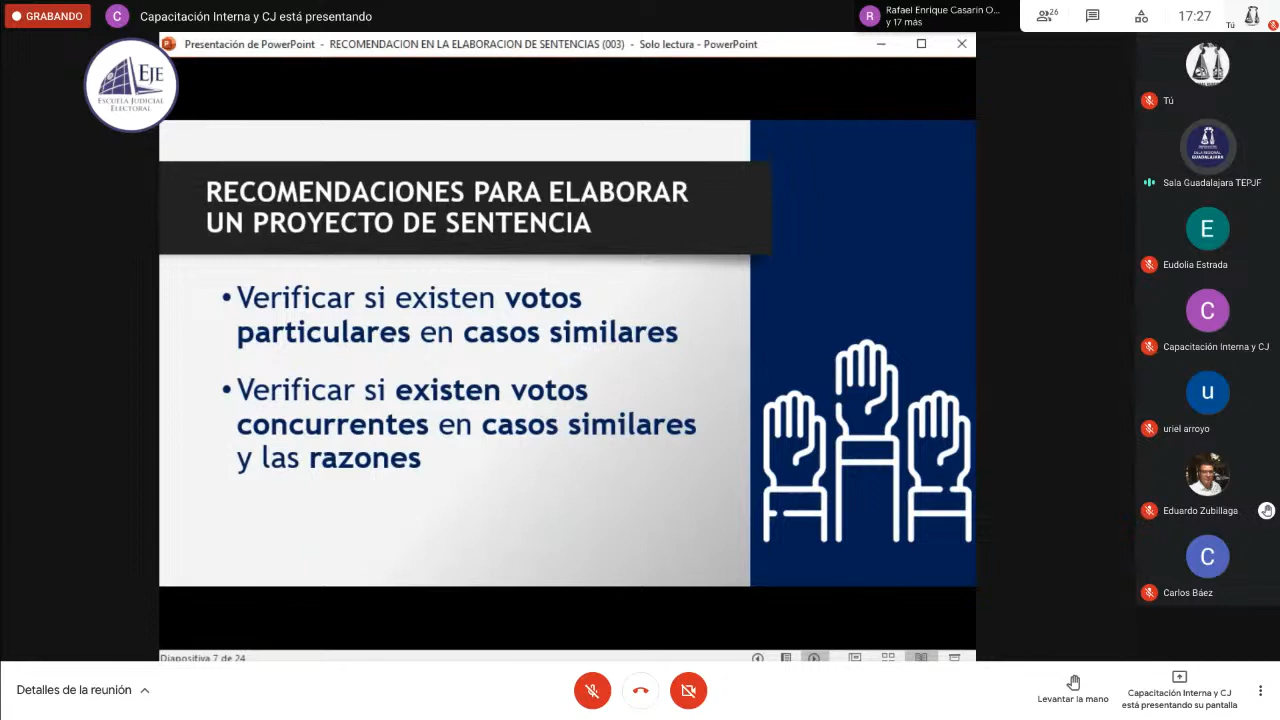 GRABANDO
C
Capacitación Interna y CJ está presentando
R
Rafael Enrique Casarin O...
y 17 más
26
17:27
Tú
Presentación de PowerPoint - RECOMENDACION EN LA ELABORACION DE SENTENCIAS (003) - Solo lectura - PowerPoint
EJE
ESCUELA JUDICIAL
ELECTORAL
RECOMENDACIONES PARA ELABORAR
UN PROYECTO DE SENTENCIA
• Verificar si existen votos
particulares en casos similares
• Verificar si existen votos
concurrentes en casos similares
y las razones
Diapositiva 7 de 24
Tú
SALA REGIONAL
GUADALAJARA
Sala Guadalajara TEPJF
E
Eudolia Estrada
C
Capacitación Interna y CJ
u
uriel arroyo
Eduardo Zubillaga
C
Carlos Báez
Detalles de la reunión
Levantar la mano
Capacitación Interna y CJ
está presentando su pantalla